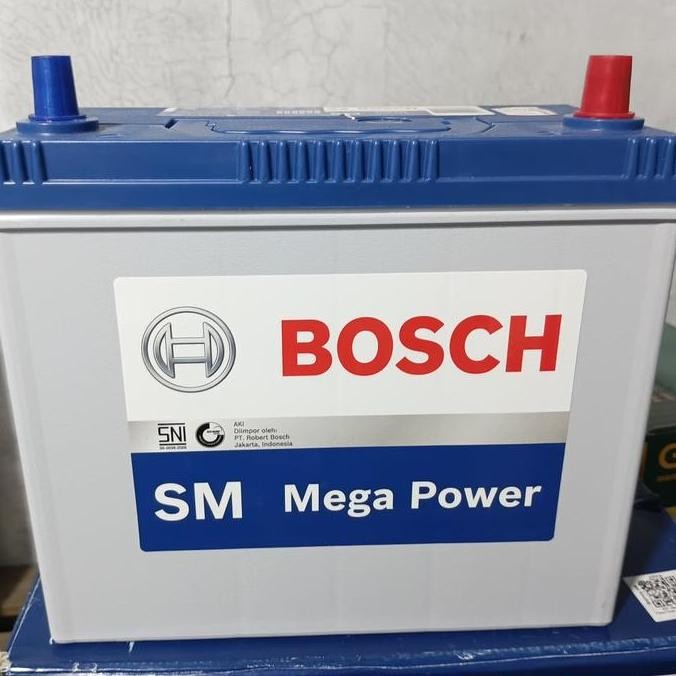 BOSCH
SNI
AKI
Diimpor oleh:
PT. Robert Bosch
Jakarta, Indonesia
SM Mega Power
G